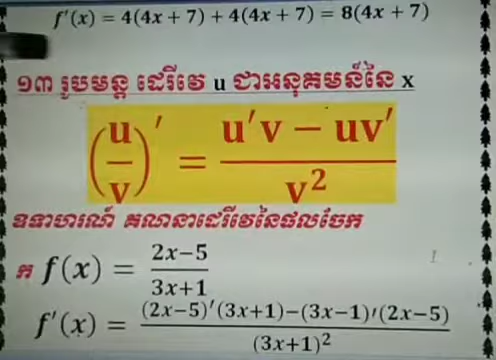 f′(x) = 4(4x + 7) + 4(4x + 7) = 8(4x + 7)
១៣ រូបមន្ត ដេរីវេ u ជាអនុគមន៍នៃ x
(u/v)′ = (u′v − uv′)/v²
ឧទាហរណ៍ គណនាដេរីវេនៃផលចែក
ក f(x) = (2x−5)/(3x+1)
f′(x) = ((2x−5)′(3x+1)−(3x−1)′(2x−5))/(3x+1)²